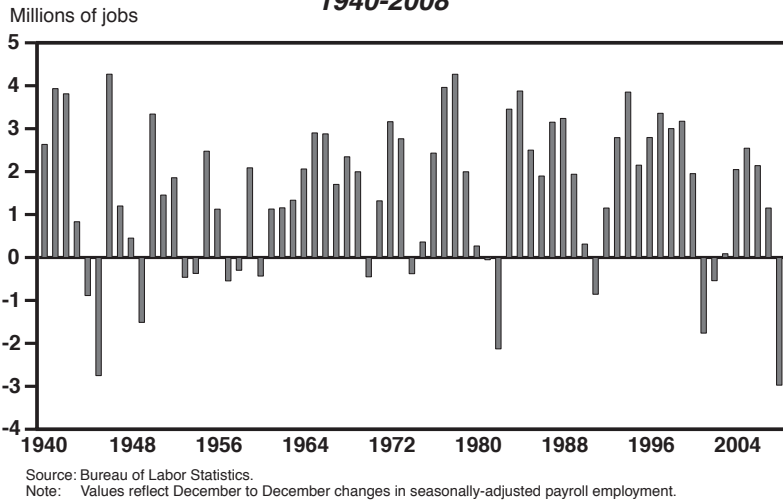 1940-2008
Millions of jobs
5
4
3
2
1
0
-1
-2
-3
-4
1940 1948 1956 1964 1972 1980 1988 1996 2004
Source: Bureau of Labor Statistics.
Note: Values reflect December to December changes in seasonally-adjusted payroll employment.